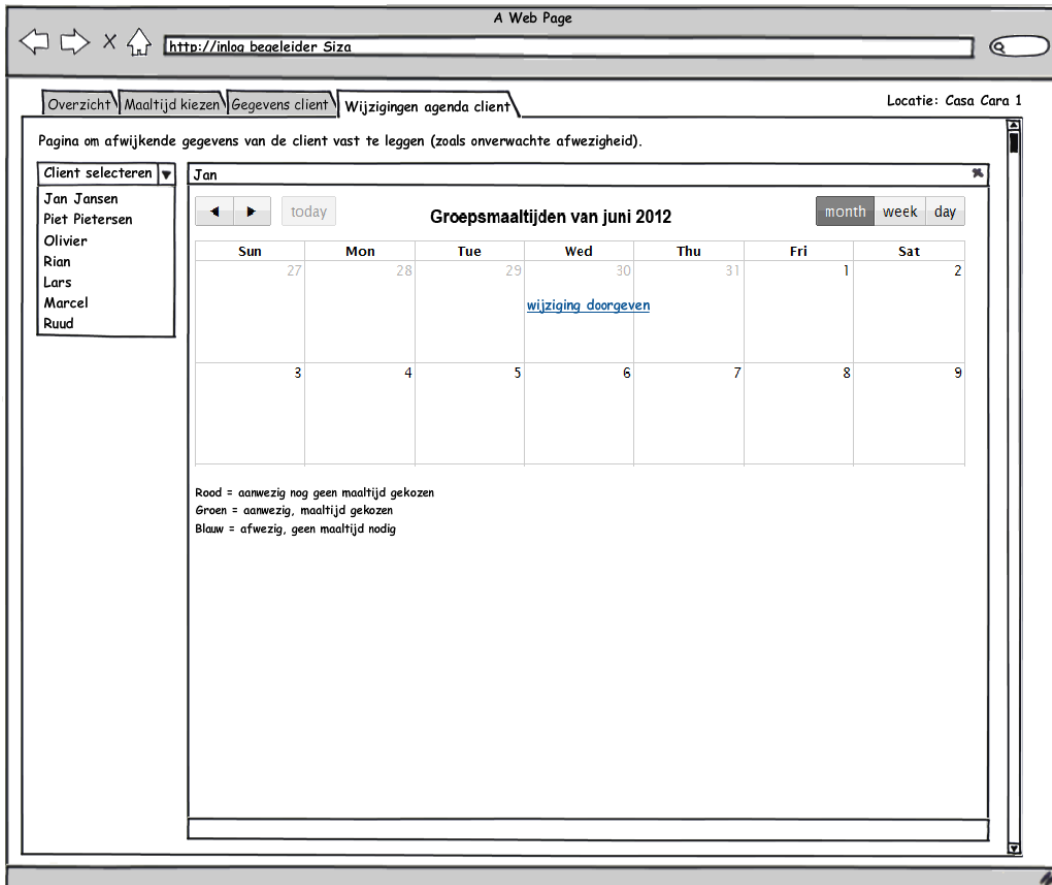 A Web Page
http://inlog begeleider Siza
Overzicht Maaltijd kiezen Gegevens client Wijzigingen agenda client Locatie: Casa Cara 1
Pagina om afwijkende gegevens van de client vast te leggen (zoals onverwachte afwezigheid).
Client selecteren
Jan Jansen
Piet Pietersen
Olivier
Rian
Lars
Marcel
Ruud
Jan
today Groepsmaaltijden van juni 2012 month week day
Sun Mon Tue Wed Thu Fri Sat
27 28 29 30 31 1 2
wijziging doorgeven
3 4 5 6 7 8 9
Rood = aanwezig nog geen maaltijd gekozen
Groen = aanwezig, maaltijd gekozen
Blauw = afwezig, geen maaltijd nodig